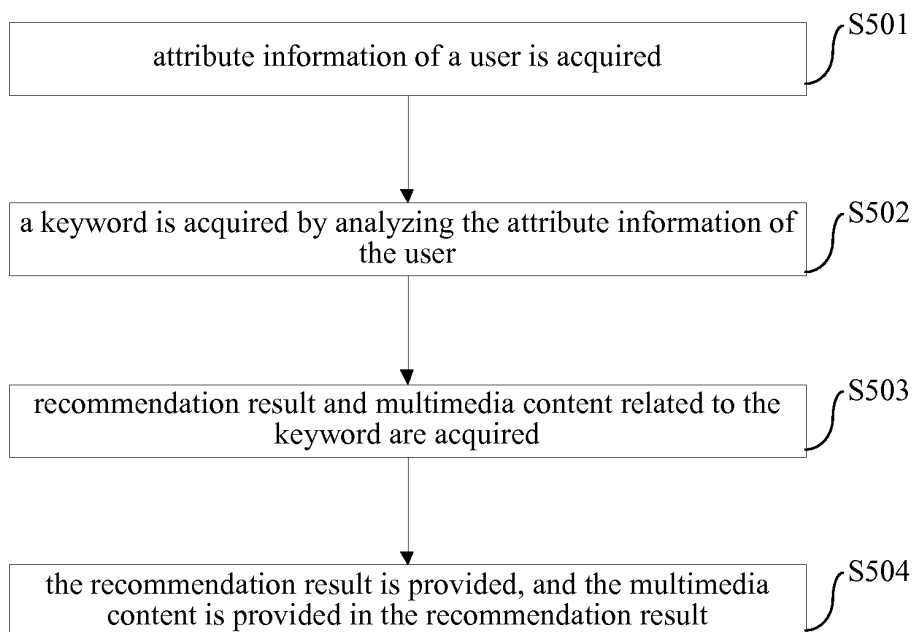 S501
attribute information of a user is acquired
S502
a keyword is acquired by analyzing the attribute information of
the user
S503
recommendation result and multimedia content related to the
keyword are acquired
S504
the recommendation result is provided, and the multimedia
content is provided in the recommendation result